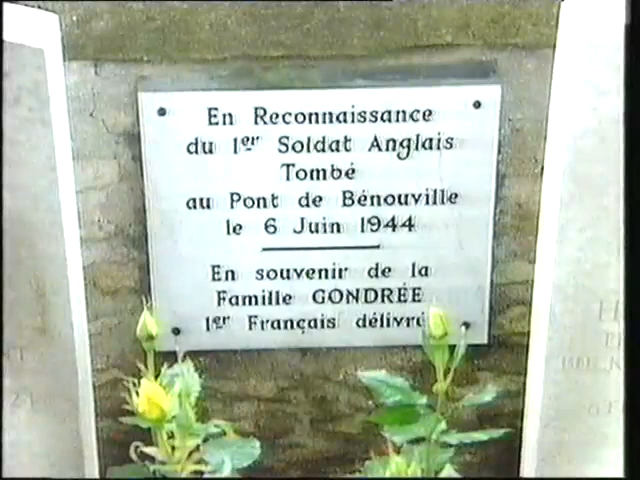 En Reconnaissance
du 1er Soldat Anglais
Tombé
au Pont de Bénouville
le 6 Juin 1944
En souvenir de la
Famille GONDRÉE
1er Français délivré